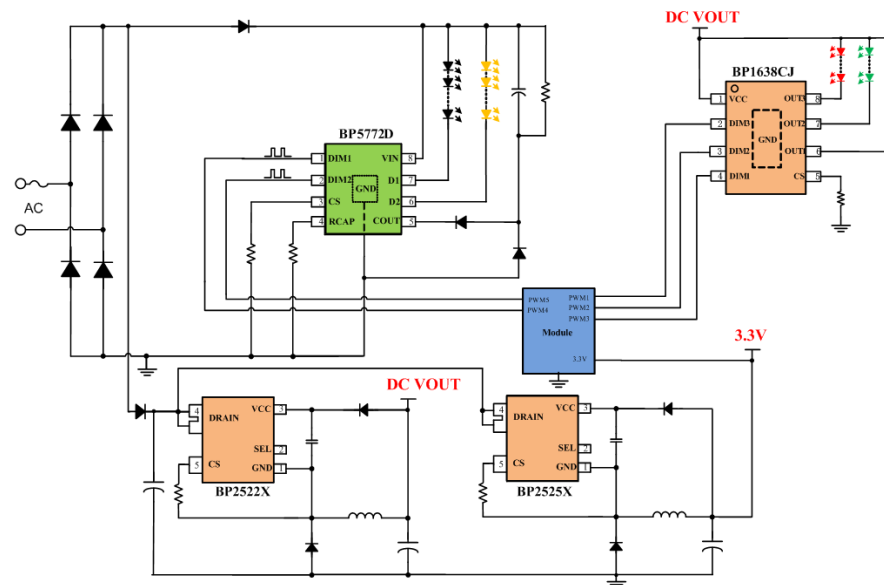 DC VOUT
BP1638CJ
1 VCC OUT3 8
2 DIM3 OUT2 7
GND
3 DIM2 OUT1 6
4 DIM1 CS 5
BP5772D
1 DIM1 VIN 8
2 DIM2 D1 7
GND
3 CS D2 6
4 RCAP COUT 5
AC
PWM5 PWM1
PWM4 PWM2
PWM3
Module
3.3V
3.3V
DC VOUT
4 DRAIN VCC 3
SEL 2
5 CS GND 1
BP2522X
4 DRAIN VCC 3
SEL 2
5 CS GND 1
BP2525X